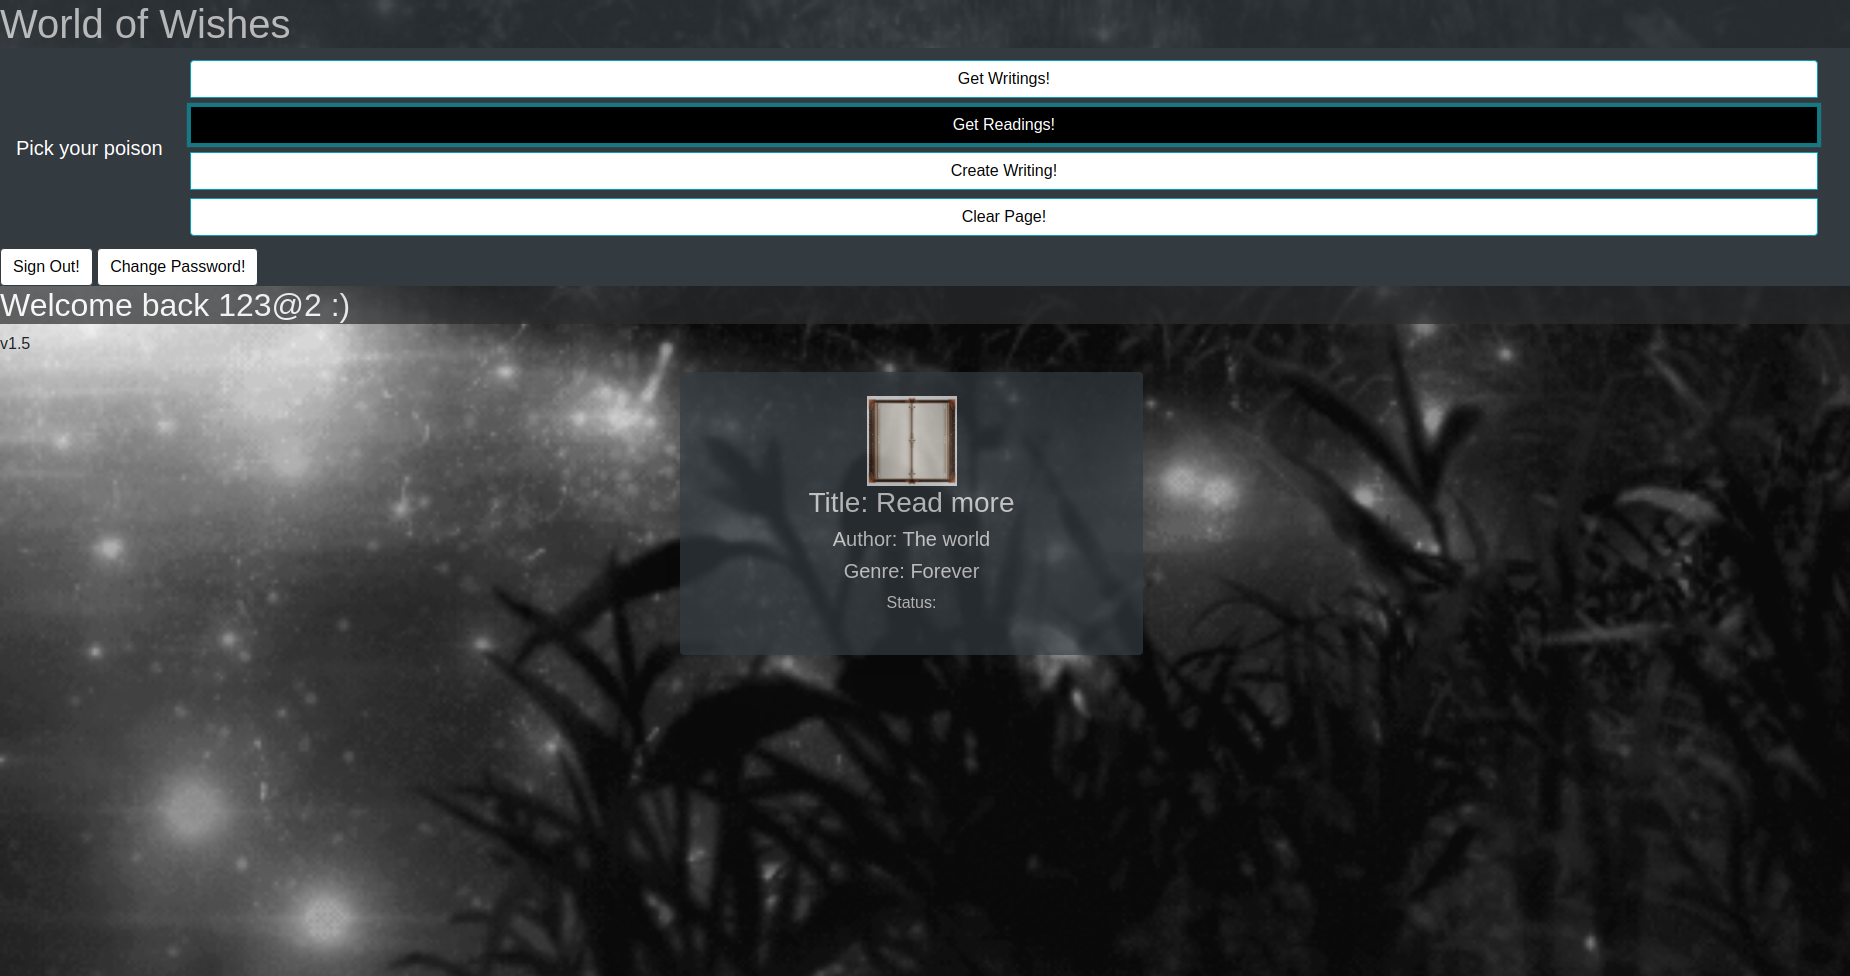 World of Wishes
Get Writings!
Get Readings!
Pick your poison
Create Writing!
Clear Page!
Sign Out! Change Password!
Welcome back 123@2 :)
v1.5
Title: Read more
Author: The world
Genre: Forever
Status: